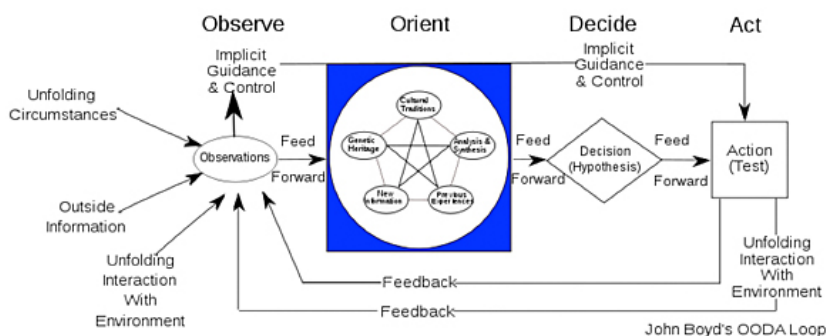 Observe
Orient
Decide
Act
Implicit
Guidance
& Control
Implicit
Guidance
& Control
Unfolding
Circumstances
Observations
Feed
Forward
Cultural
Traditions
Genetic
Heritage
Analysis &
Synthesis
New
Information
Previous
Experiences
Feed
Forward
Decision
(Hypothesis)
Feed
Forward
Action
(Test)
Outside
Information
Unfolding
Interaction
With
Environment
Unfolding
Interaction
With
Environment
Feedback
Feedback
John Boyd's OODA Loop